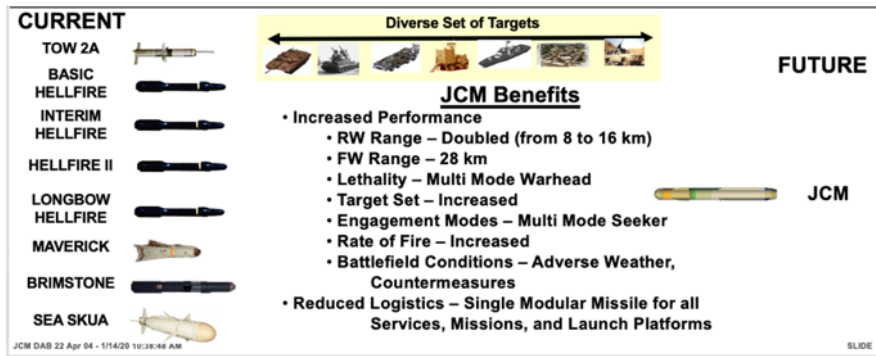 CURRENT
TOW 2A
BASIC
HELLFIRE
INTERIM
HELLFIRE
HELLFIRE II
LONGBOW
HELLFIRE
MAVERICK
BRIMSTONE
SEA SKUA
Diverse Set of Targets
JCM Benefits
• Increased Performance
• RW Range – Doubled (from 8 to 16 km)
• FW Range – 28 km
• Lethality – Multi Mode Warhead
• Target Set – Increased
• Engagement Modes – Multi Mode Seeker
• Rate of Fire – Increased
• Battlefield Conditions – Adverse Weather,
Countermeasures
• Reduced Logistics – Single Modular Missile for all
Services, Missions, and Launch Platforms
FUTURE
JCM
JCM DAB 22 Apr 04 - 1/14/20 10:38:48 AM
SLIDE